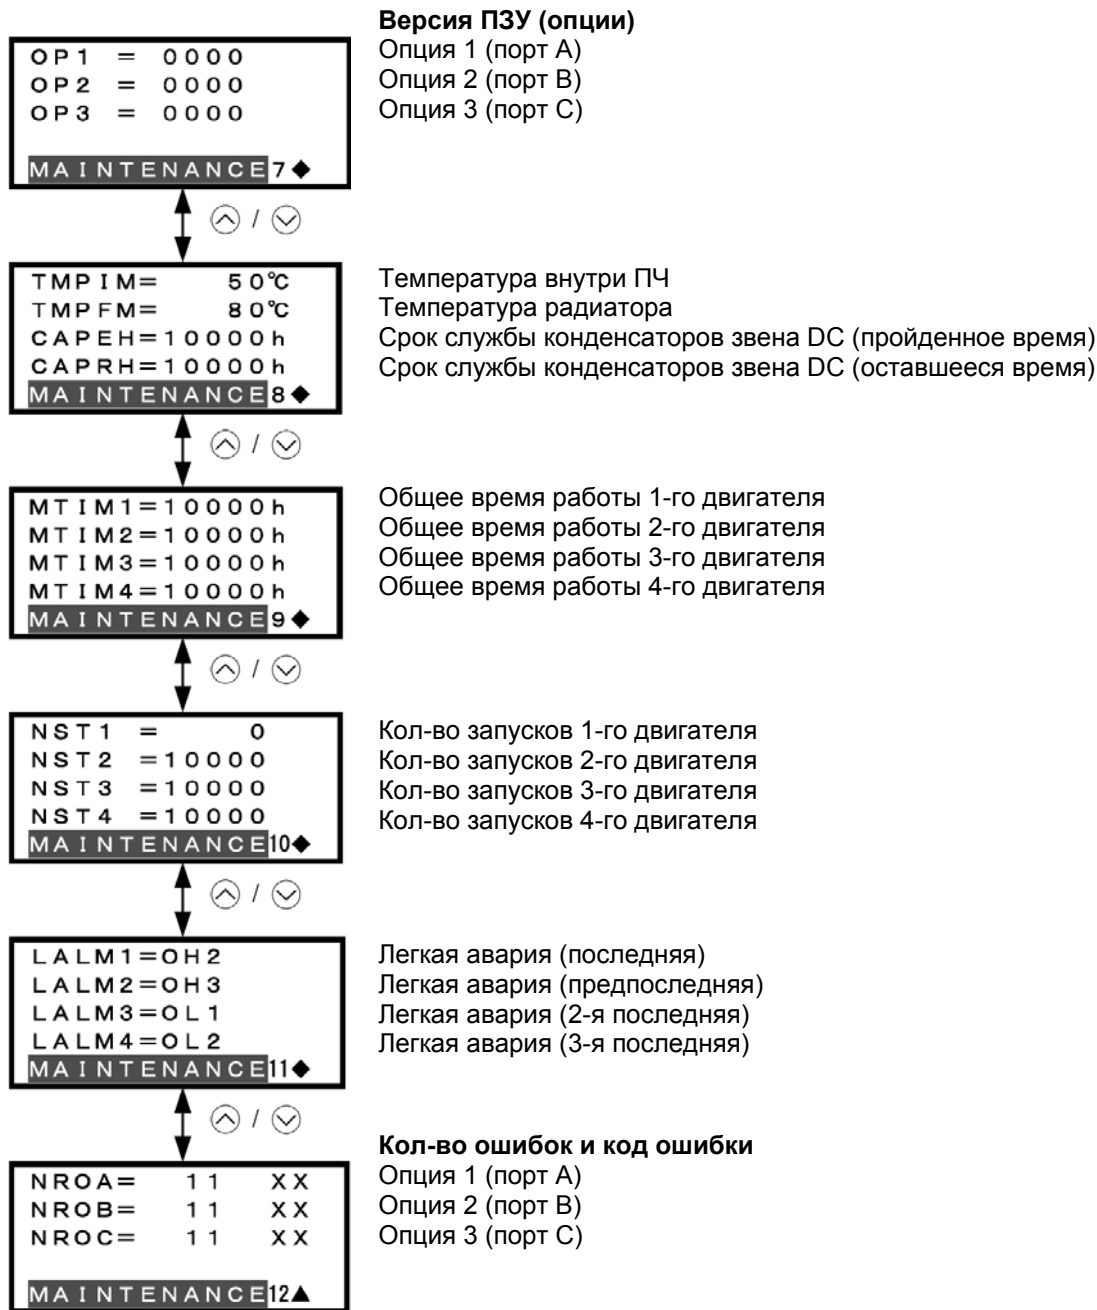 Версия ПЗУ (опции)
OP1 = 0000 Опция 1 (порт A)
OP2 = 0000 Опция 2 (порт B)
OP3 = 0000 Опция 3 (порт C)
MAINTENANCE7◆
/
TMPIM= 50℃ Температура внутри ПЧ
TMPFM= 80℃ Температура радиатора
CAPEH=10000h Срок службы конденсаторов звена DC (пройденное время)
CAPRH=10000h Срок службы конденсаторов звена DC (оставшееся время)
MAINTENANCE8◆
/
MTIM1=10000h Общее время работы 1-го двигателя
MTIM2=10000h Общее время работы 2-го двигателя
MTIM3=10000h Общее время работы 3-го двигателя
MTIM4=10000h Общее время работы 4-го двигателя
MAINTENANCE9◆
/
NST1 = 0 Кол-во запусков 1-го двигателя
NST2 =10000 Кол-во запусков 2-го двигателя
NST3 =10000 Кол-во запусков 3-го двигателя
NST4 =10000 Кол-во запусков 4-го двигателя
MAINTENANCE10◆
/
LALM1=OH2 Легкая авария (последняя)
LALM2=OH3 Легкая авария (предпоследняя)
LALM3=OL1 Легкая авария (2-я последняя)
LALM4=OL2 Легкая авария (3-я последняя)
MAINTENANCE11◆
/
Кол-во ошибок и код ошибки
NROA= 11 XX Опция 1 (порт A)
NROB= 11 XX Опция 2 (порт B)
NROC= 11 XX Опция 3 (порт C)
MAINTENANCE12▲